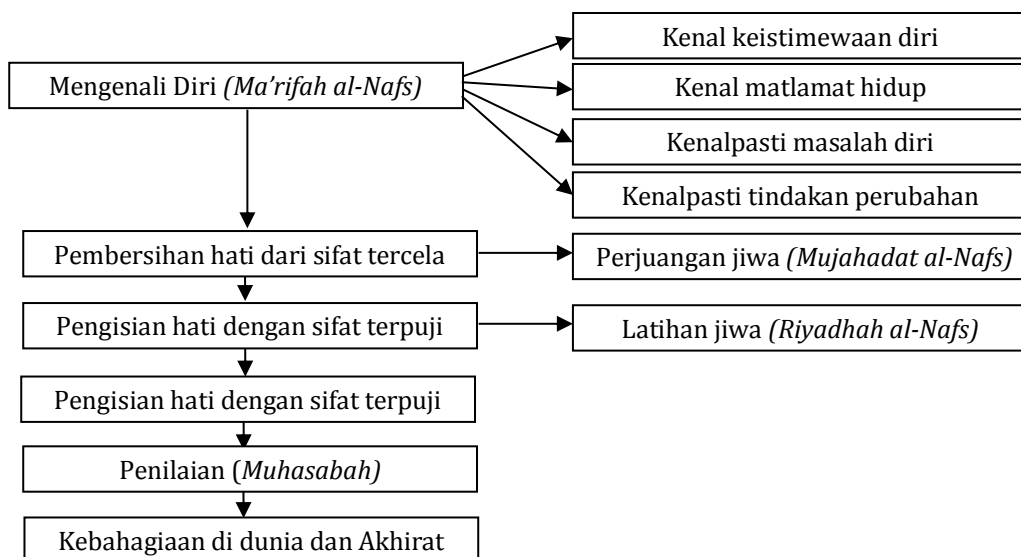 Mengenali Diri (Ma’rifah al-Nafs)
Kenal keistimewaan diri
Kenal matlamat hidup
Kenalpasti masalah diri
Kenalpasti tindakan perubahan
Pembersihan hati dari sifat tercela
Perjuangan jiwa (Mujahadat al-Nafs)
Pengisian hati dengan sifat terpuji
Latihan jiwa (Riyadhah al-Nafs)
Pengisian hati dengan sifat terpuji
Penilaian (Muhasabah)
Kebahagiaan di dunia dan Akhirat